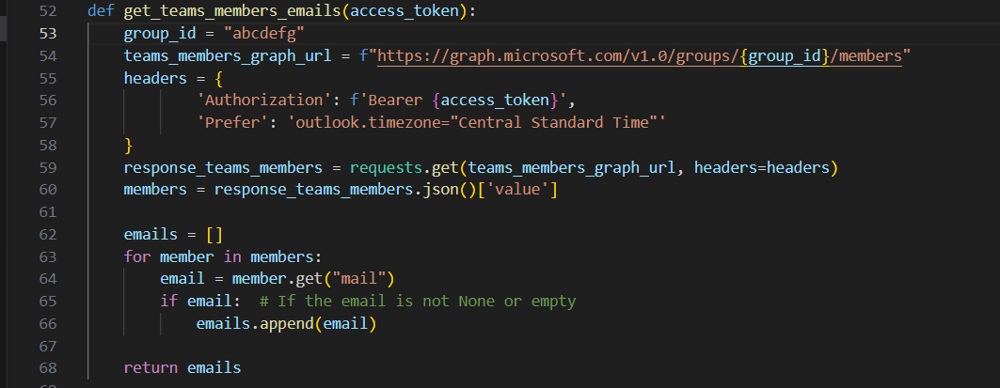 52 def get_teams_members_emails(access_token):
53     group_id = "abcdefg"
54     teams_members_graph_url = f"https://graph.microsoft.com/v1.0/groups/{group_id}/members"
55     headers = {
56             'Authorization': f'Bearer {access_token}',
57             'Prefer': 'outlook.timezone="Central Standard Time"'
58     }
59     response_teams_members = requests.get(teams_members_graph_url, headers=headers)
60     members = response_teams_members.json()['value']
61
62     emails = []
63     for member in members:
64         email = member.get("mail")
65         if email:  # If the email is not None or empty
66             emails.append(email)
67
68     return emails